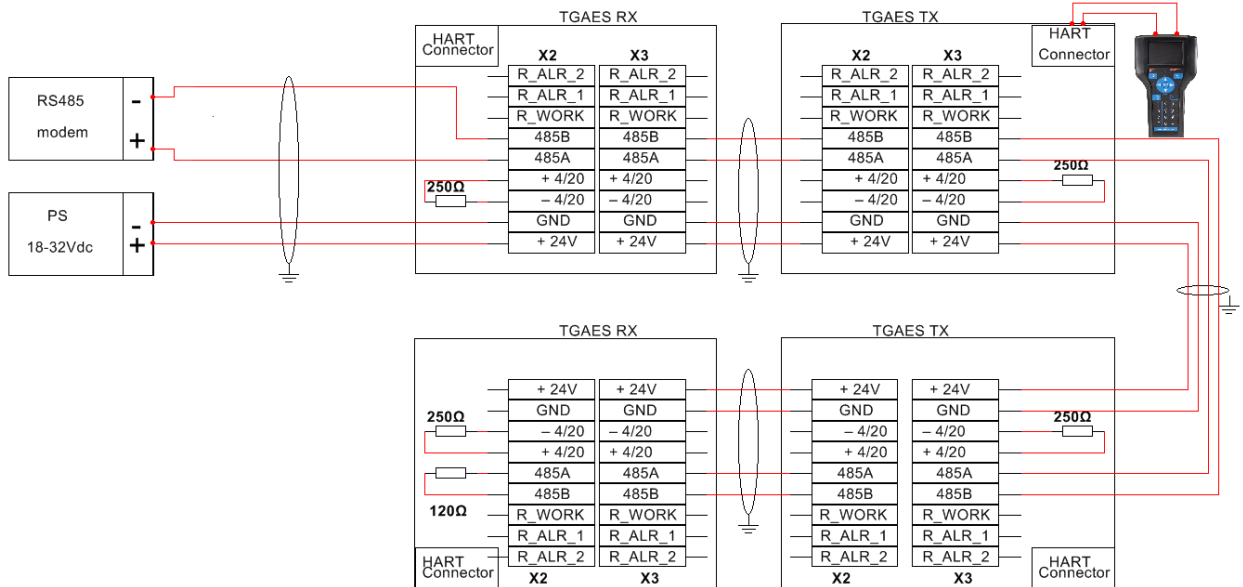 TGAES RX
TGAES TX
HART
Connector
X2
X3
X2
X3
HART
Connector
R_ALR_2
R_ALR_2
R_ALR_2
R_ALR_2
RS485
modem
-
+
R_ALR_1
R_ALR_1
R_ALR_1
R_ALR_1
R_WORK
R_WORK
R_WORK
R_WORK
485B
485B
485B
485B
485A
485A
485A
485A
250Ω
+ 4/20
+ 4/20
+ 4/20
+ 4/20
250Ω
– 4/20
– 4/20
– 4/20
– 4/20
PS
18-32Vdc
-
+
GND
GND
GND
GND
+ 24V
+ 24V
+ 24V
+ 24V
TGAES RX
TGAES TX
+ 24V
+ 24V
+ 24V
+ 24V
GND
GND
GND
GND
250Ω
– 4/20
– 4/20
– 4/20
– 4/20
250Ω
+ 4/20
+ 4/20
+ 4/20
+ 4/20
485A
485A
485A
485A
485B
485B
485B
485B
120Ω
R_WORK
R_WORK
R_WORK
R_WORK
R_ALR_1
R_ALR_1
R_ALR_1
R_ALR_1
HART
Connector
R_ALR_2
R_ALR_2
R_ALR_2
R_ALR_2
HART
Connector
X2
X3
X2
X3